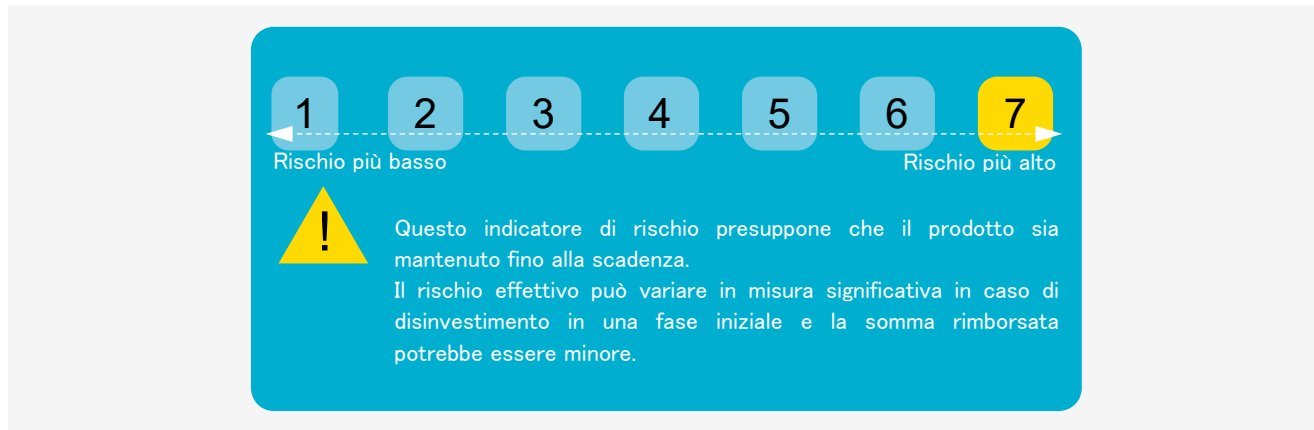 1 2 3 4 5 6 7
Rischio più basso Rischio più alto
!
Questo indicatore di rischio presuppone che il prodotto sia
mantenuto fino alla scadenza.
Il rischio effettivo può variare in misura significativa in caso di
disinvestimento in una fase iniziale e la somma rimborsata
potrebbe essere minore.